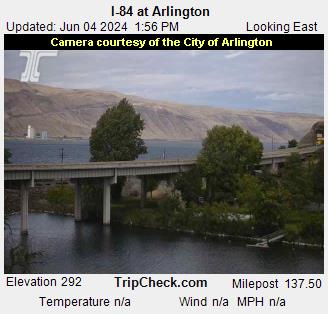 I-84 at Arlington
Updated: Jun 04 2024 1:56 PM Looking East
Camera courtesy of the City of Arlington
Elevation 292 TripCheck.com Milepost 137.50
Temperature n/a Wind n/a MPH n/a